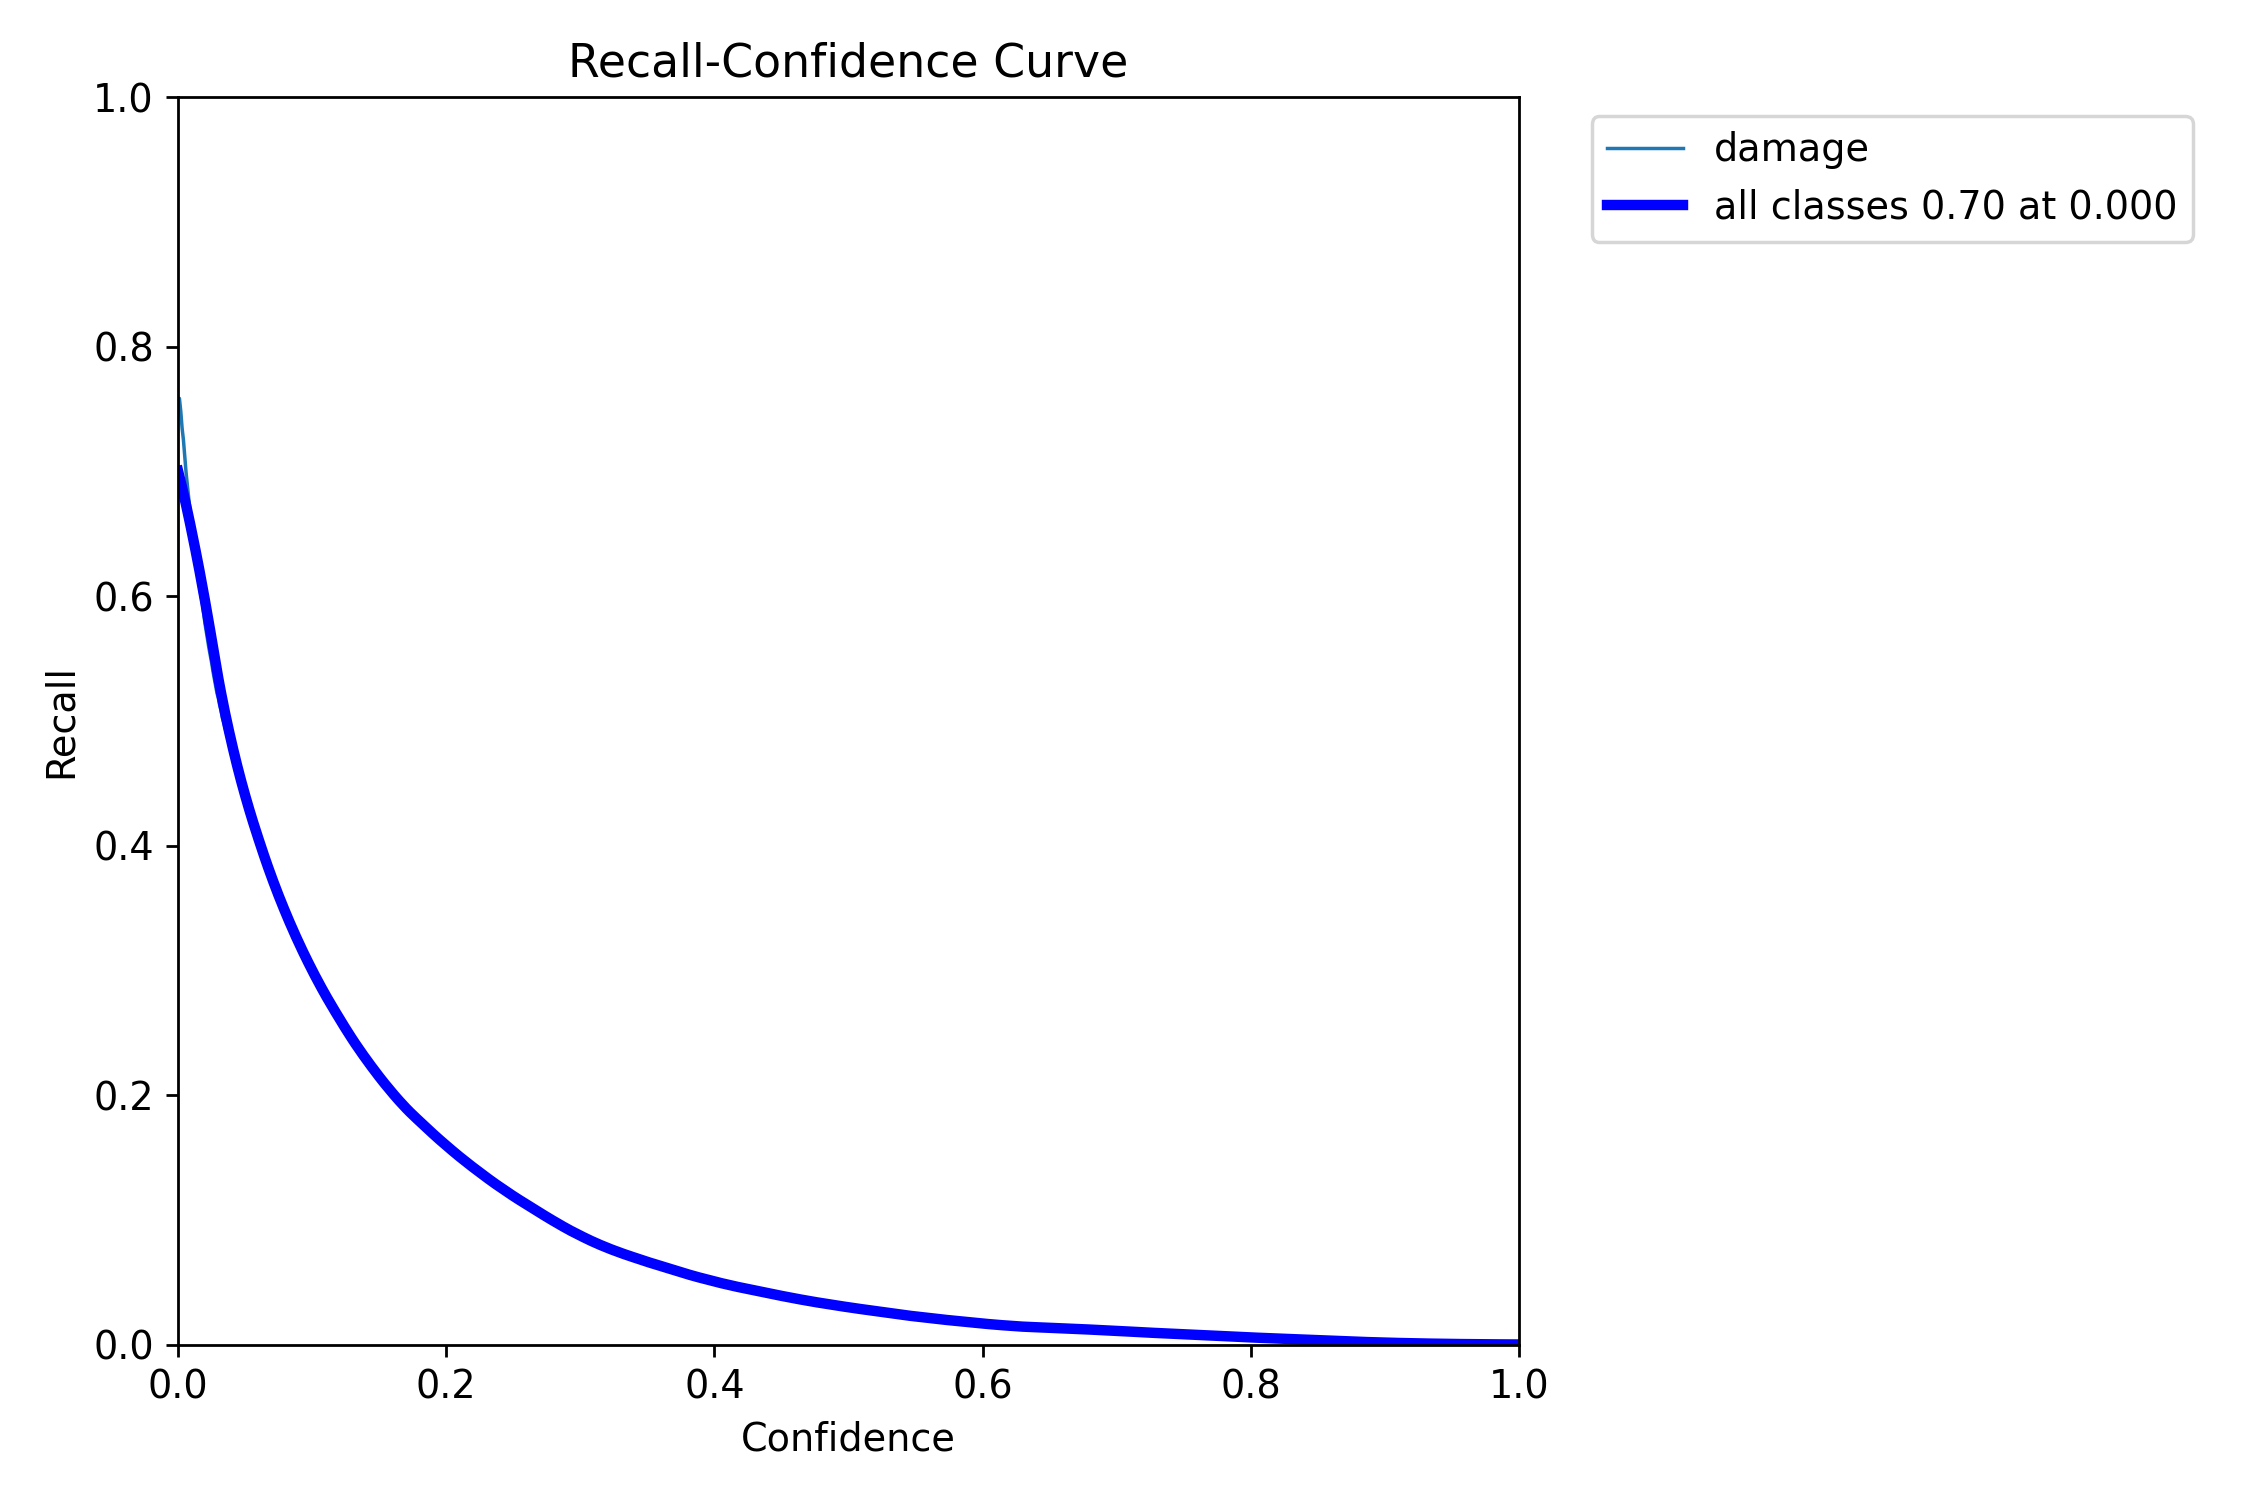 Recall-Confidence Curve
1.0
0.8
0.6
0.4
0.2
0.0
Recall
0.0 0.2 0.4 0.6 0.8 1.0
Confidence
damage
all classes 0.70 at 0.000